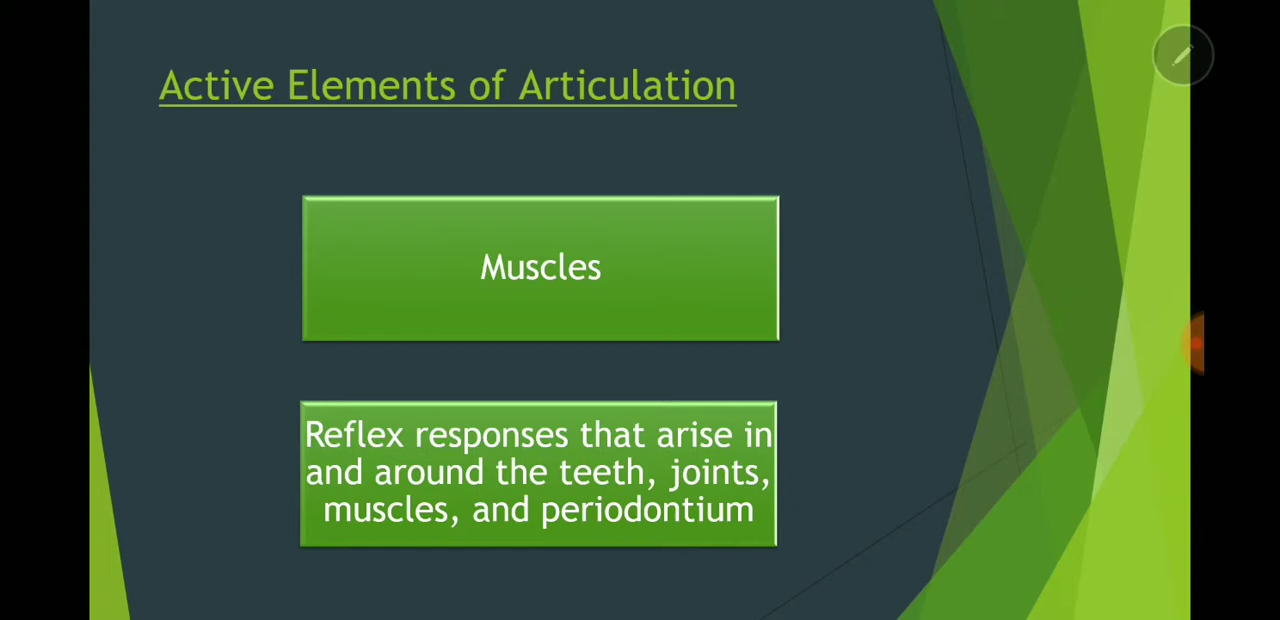 Active Elements of Articulation
Muscles
Reflex responses that arise in
and around the teeth, joints,
muscles, and periodontium